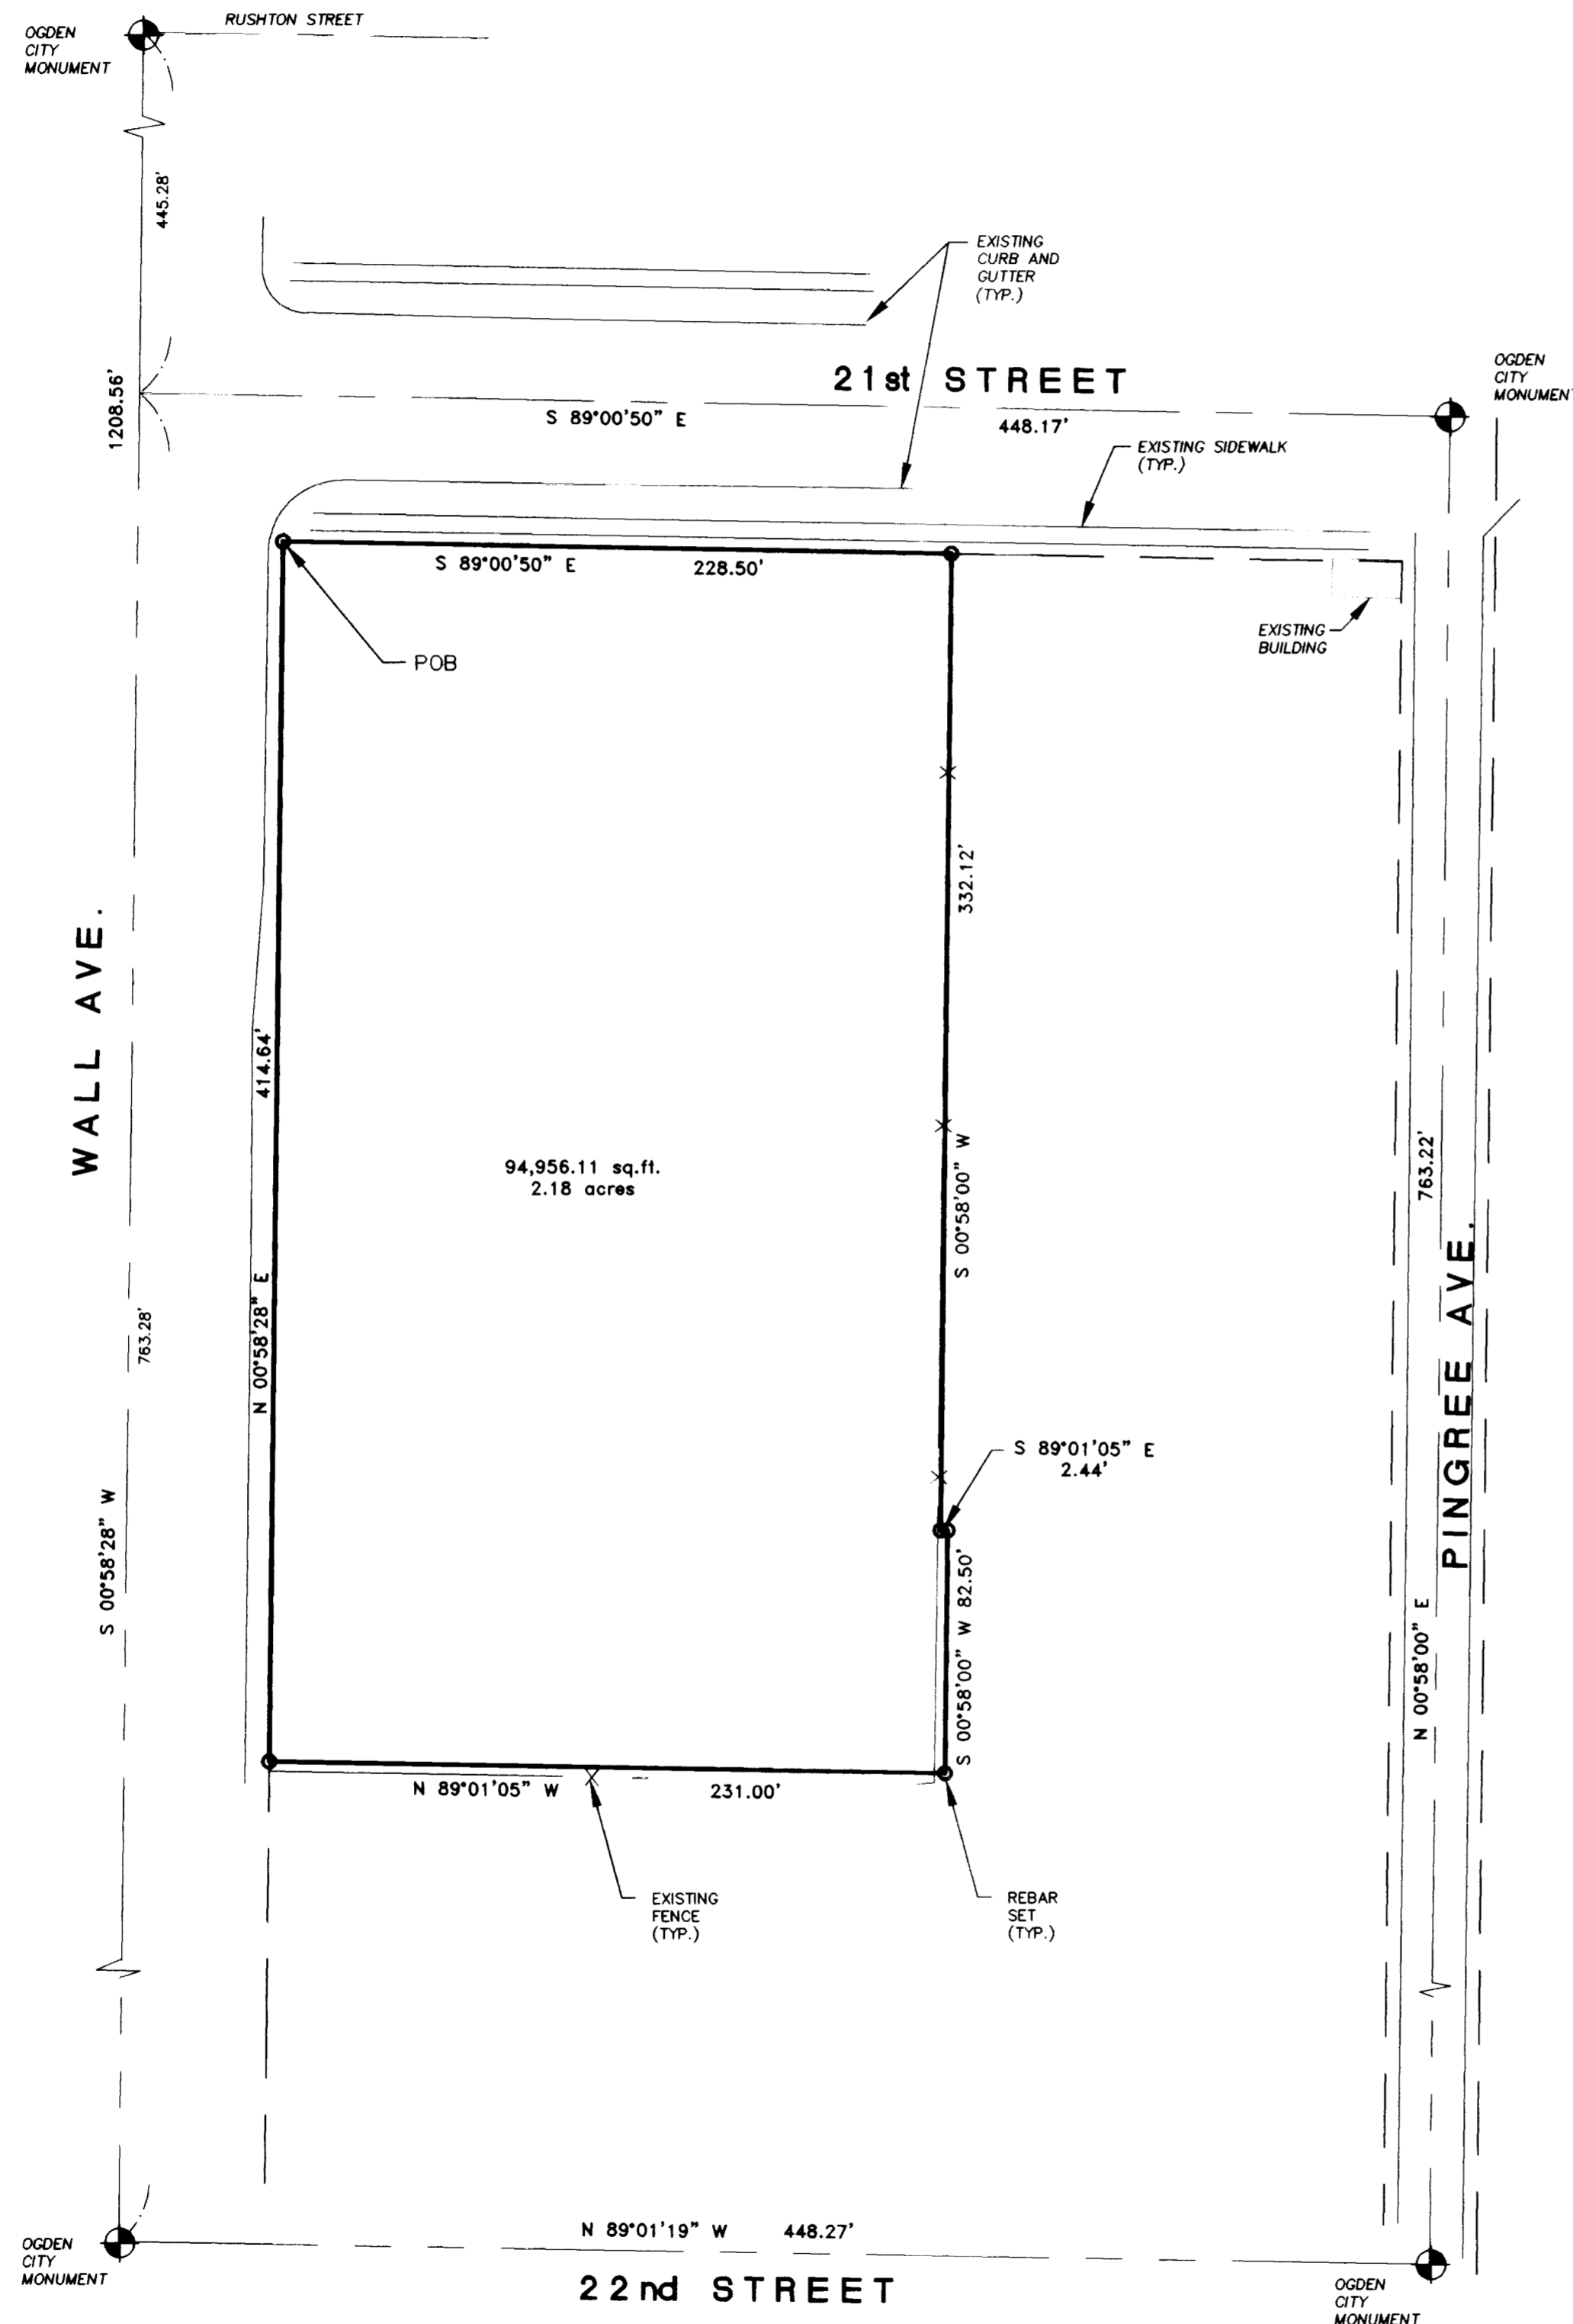 RUSHTON STREET
OGDEN
CITY
MONUMENT
445.28'
EXISTING
CURB AND
GUTTER
(TYP.)
1208.56'
21st STREET
OGDEN
CITY
MONUMENT
S 89°00'50" E
448.17'
EXISTING SIDEWALK
(TYP.)
S 89°00'50" E
228.50'
EXISTING
BUILDING
POB
332.12'
WALL AVE.
414.64'
94,956.11 sq.ft.
2.18 acres
S 00°58'00" W
763.22'
N 00°58'28" E
763.28'
PINGREE AVE.
S 89°01'05" E
2.44'
S 00°58'28" W
S 00°58'00" W 82.50'
N 00°58'00" E
N 89°01'05" W
231.00'
EXISTING
FENCE
(TYP.)
REBAR
SET
(TYP.)
N 89°01'19" W 448.27'
OGDEN
CITY
MONUMENT
22nd STREET
OGDEN
CITY
MONUMENT